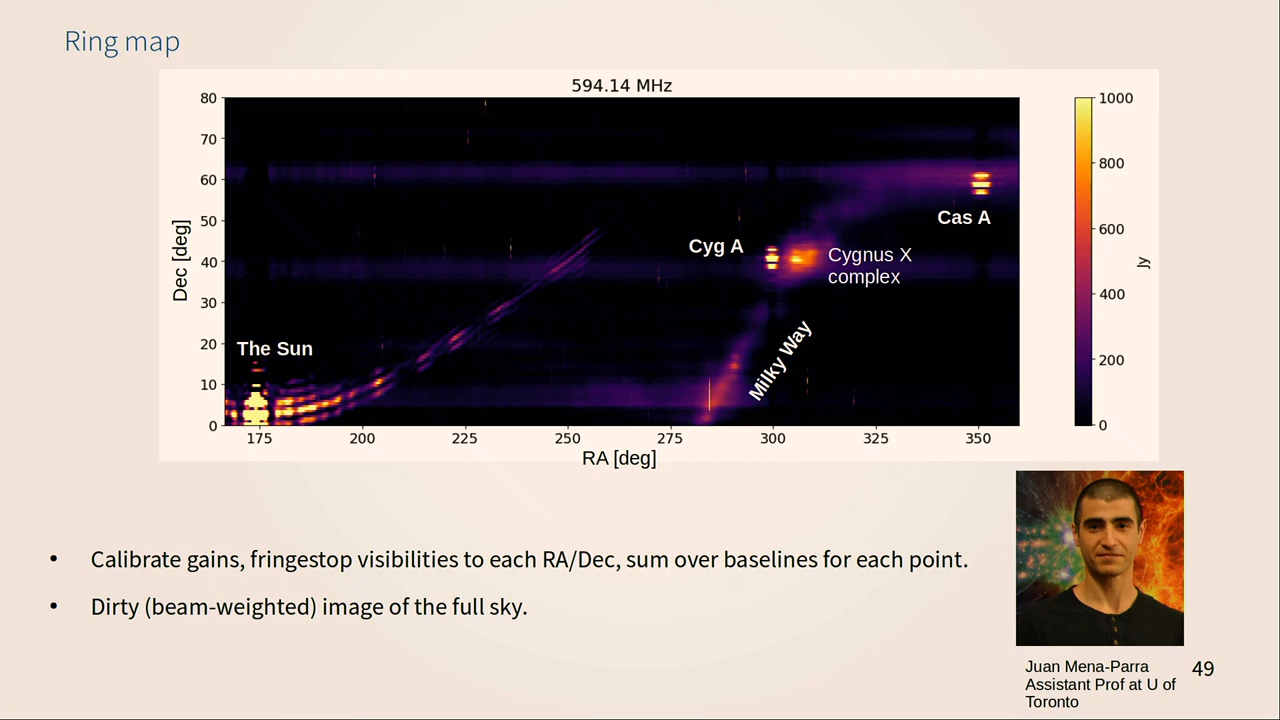 Ring map
594.14 MHz
80
70
60
50
40
30
20
10
0
Dec [deg]
175
200
225
250
275
300
325
350
RA [deg]
The Sun
Cyg A
Cygnus X
complex
Cas A
Milky Way
1000
800
600
400
200
0
Jy
• Calibrate gains, fringestop visibilities to each RA/Dec, sum over baselines for each point.
• Dirty (beam-weighted) image of the full sky.
Juan Mena-Parra
Assistant Prof at U of
Toronto
49